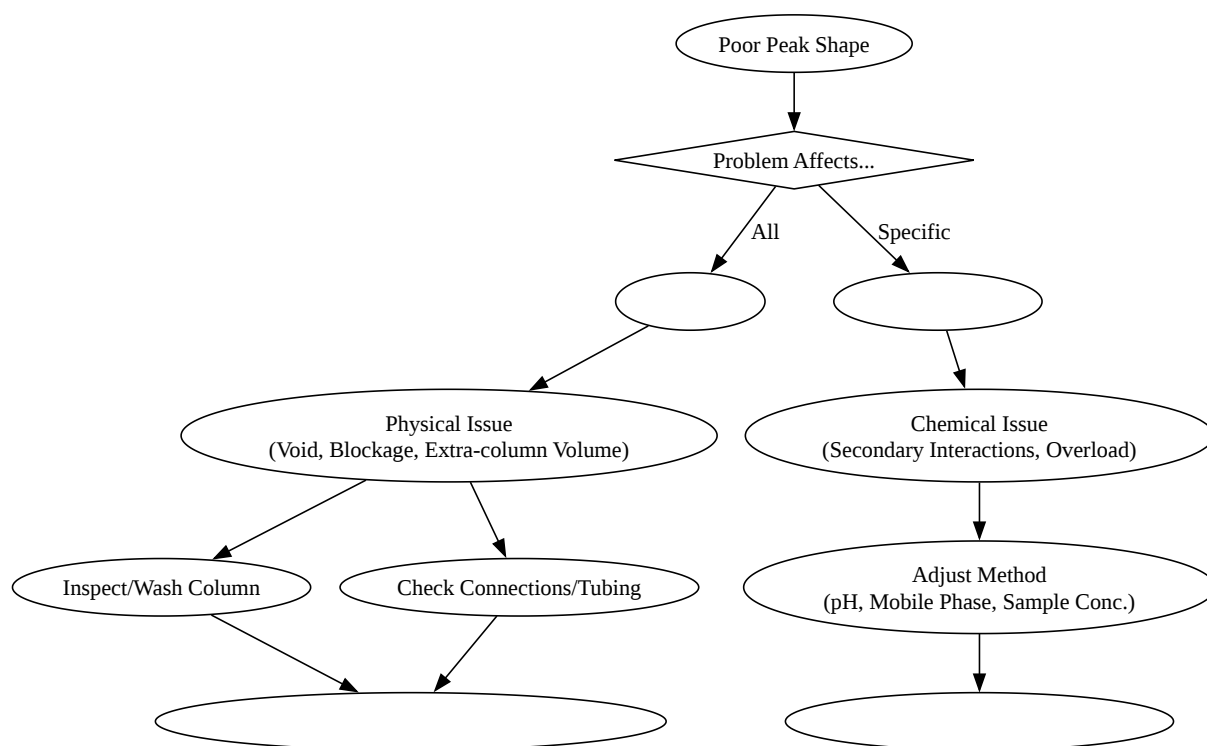 Poor Peak Shape
Problem Affects...
All
Specific
Physical Issue
(Void, Blockage, Extra-column Volume)
Chemical Issue
(Secondary Interactions, Overload)
Inspect/Wash Column
Check Connections/Tubing
Adjust Method
(pH, Mobile Phase, Sample Conc.)